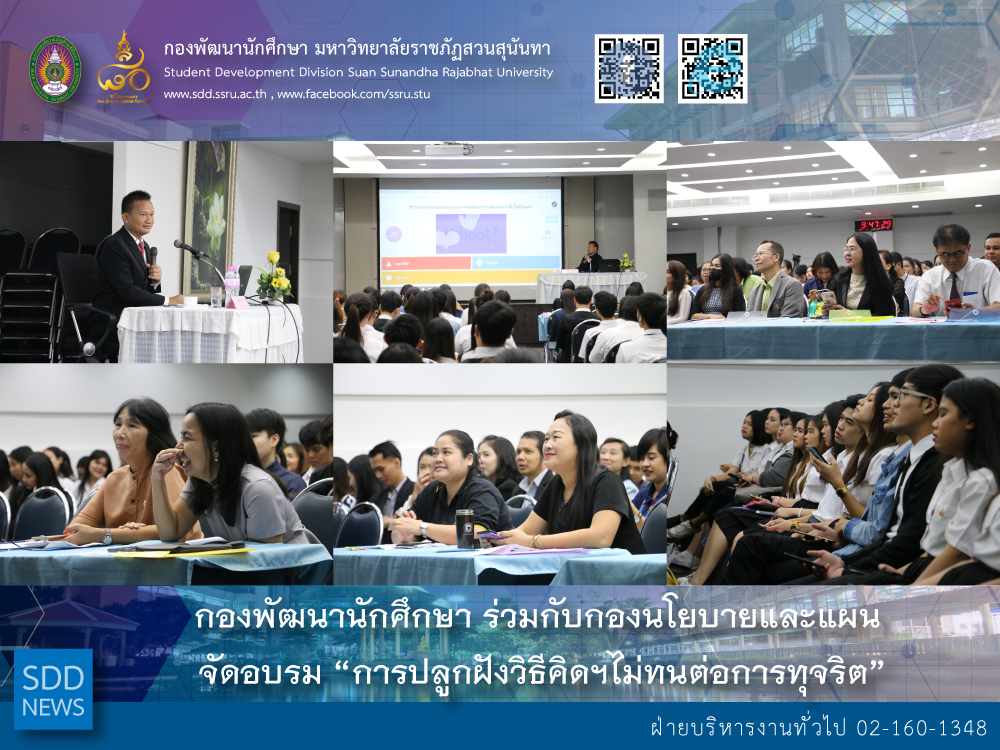 กองพัฒนานักศึกษา มหาวิทยาลัยราชภัฏสวนสุนันทา
Student Development Division Suan Sunandha Rajabhat University
www.sdd.ssru.ac.th , www.facebook.com/ssru.stu
9:47:29
กองพัฒนานักศึกษา ร่วมกับกองนโยบายและแผน
จัดอบรม “การปลูกฝังวิธีคิดฯไม่ทนต่อการทุจริต”
SDD
NEWS
ฝ่ายบริหารงานทั่วไป 02-160-1348